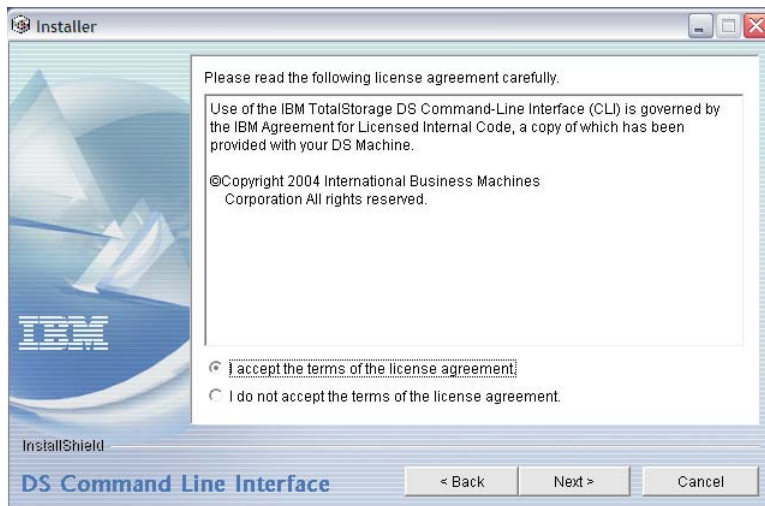 Installer
Please read the following license agreement carefully.
Use of the IBM TotalStorage DS Command-Line Interface (CLI) is governed by
the IBM Agreement for Licensed Internal Code, a copy of which has been
provided with your DS Machine.
©Copyright 2004 International Business Machines
Corporation All rights reserved.
IBM
I accept the terms of the license agreement.
I do not accept the terms of the license agreement.
InstallShield
DS Command Line Interface
< Back
Next >
Cancel